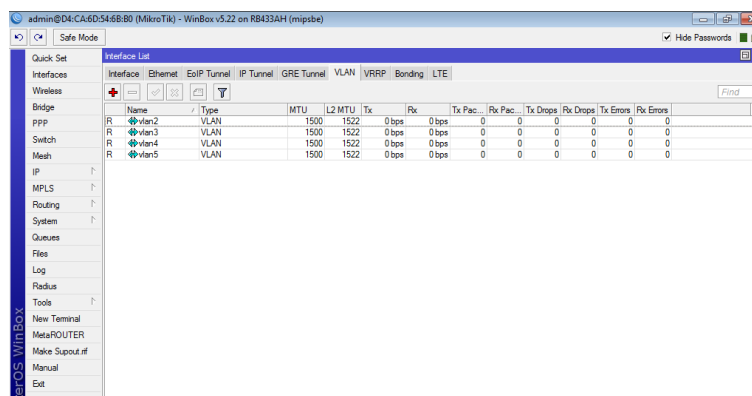 admin@D4:CA:6D:54:6B:B0 (MikroTik) - WinBox v5.22 on RB433AH (mipsbe)
Safe Mode
Hide Passwords
Quick Set
Interfaces
Wireless
Bridge
PPP
Switch
Mesh
IP
MPLS
Routing
System
Queues
Files
Log
Radius
Tools
New Terminal
MetaROUTER
Make Supout.rif
Manual
Exit
erOS WinBox
Interface List
Interface Ethernet EoIP Tunnel IP Tunnel GRE Tunnel VLAN VRRP Bonding LTE
Find
Name / Type MTU L2 MTU Tx Rx Tx Pac... Rx Pac... Tx Drops Rx Drops Tx Errors Rx Errors
R vlan2 VLAN 1500 1522 0 bps 0 bps 0 0 0 0 0 0
R vlan3 VLAN 1500 1522 0 bps 0 bps 0 0 0 0 0 0
R vlan4 VLAN 1500 1522 0 bps 0 bps 0 0 0 0 0 0
R vlan5 VLAN 1500 1522 0 bps 0 bps 0 0 0 0 0 0